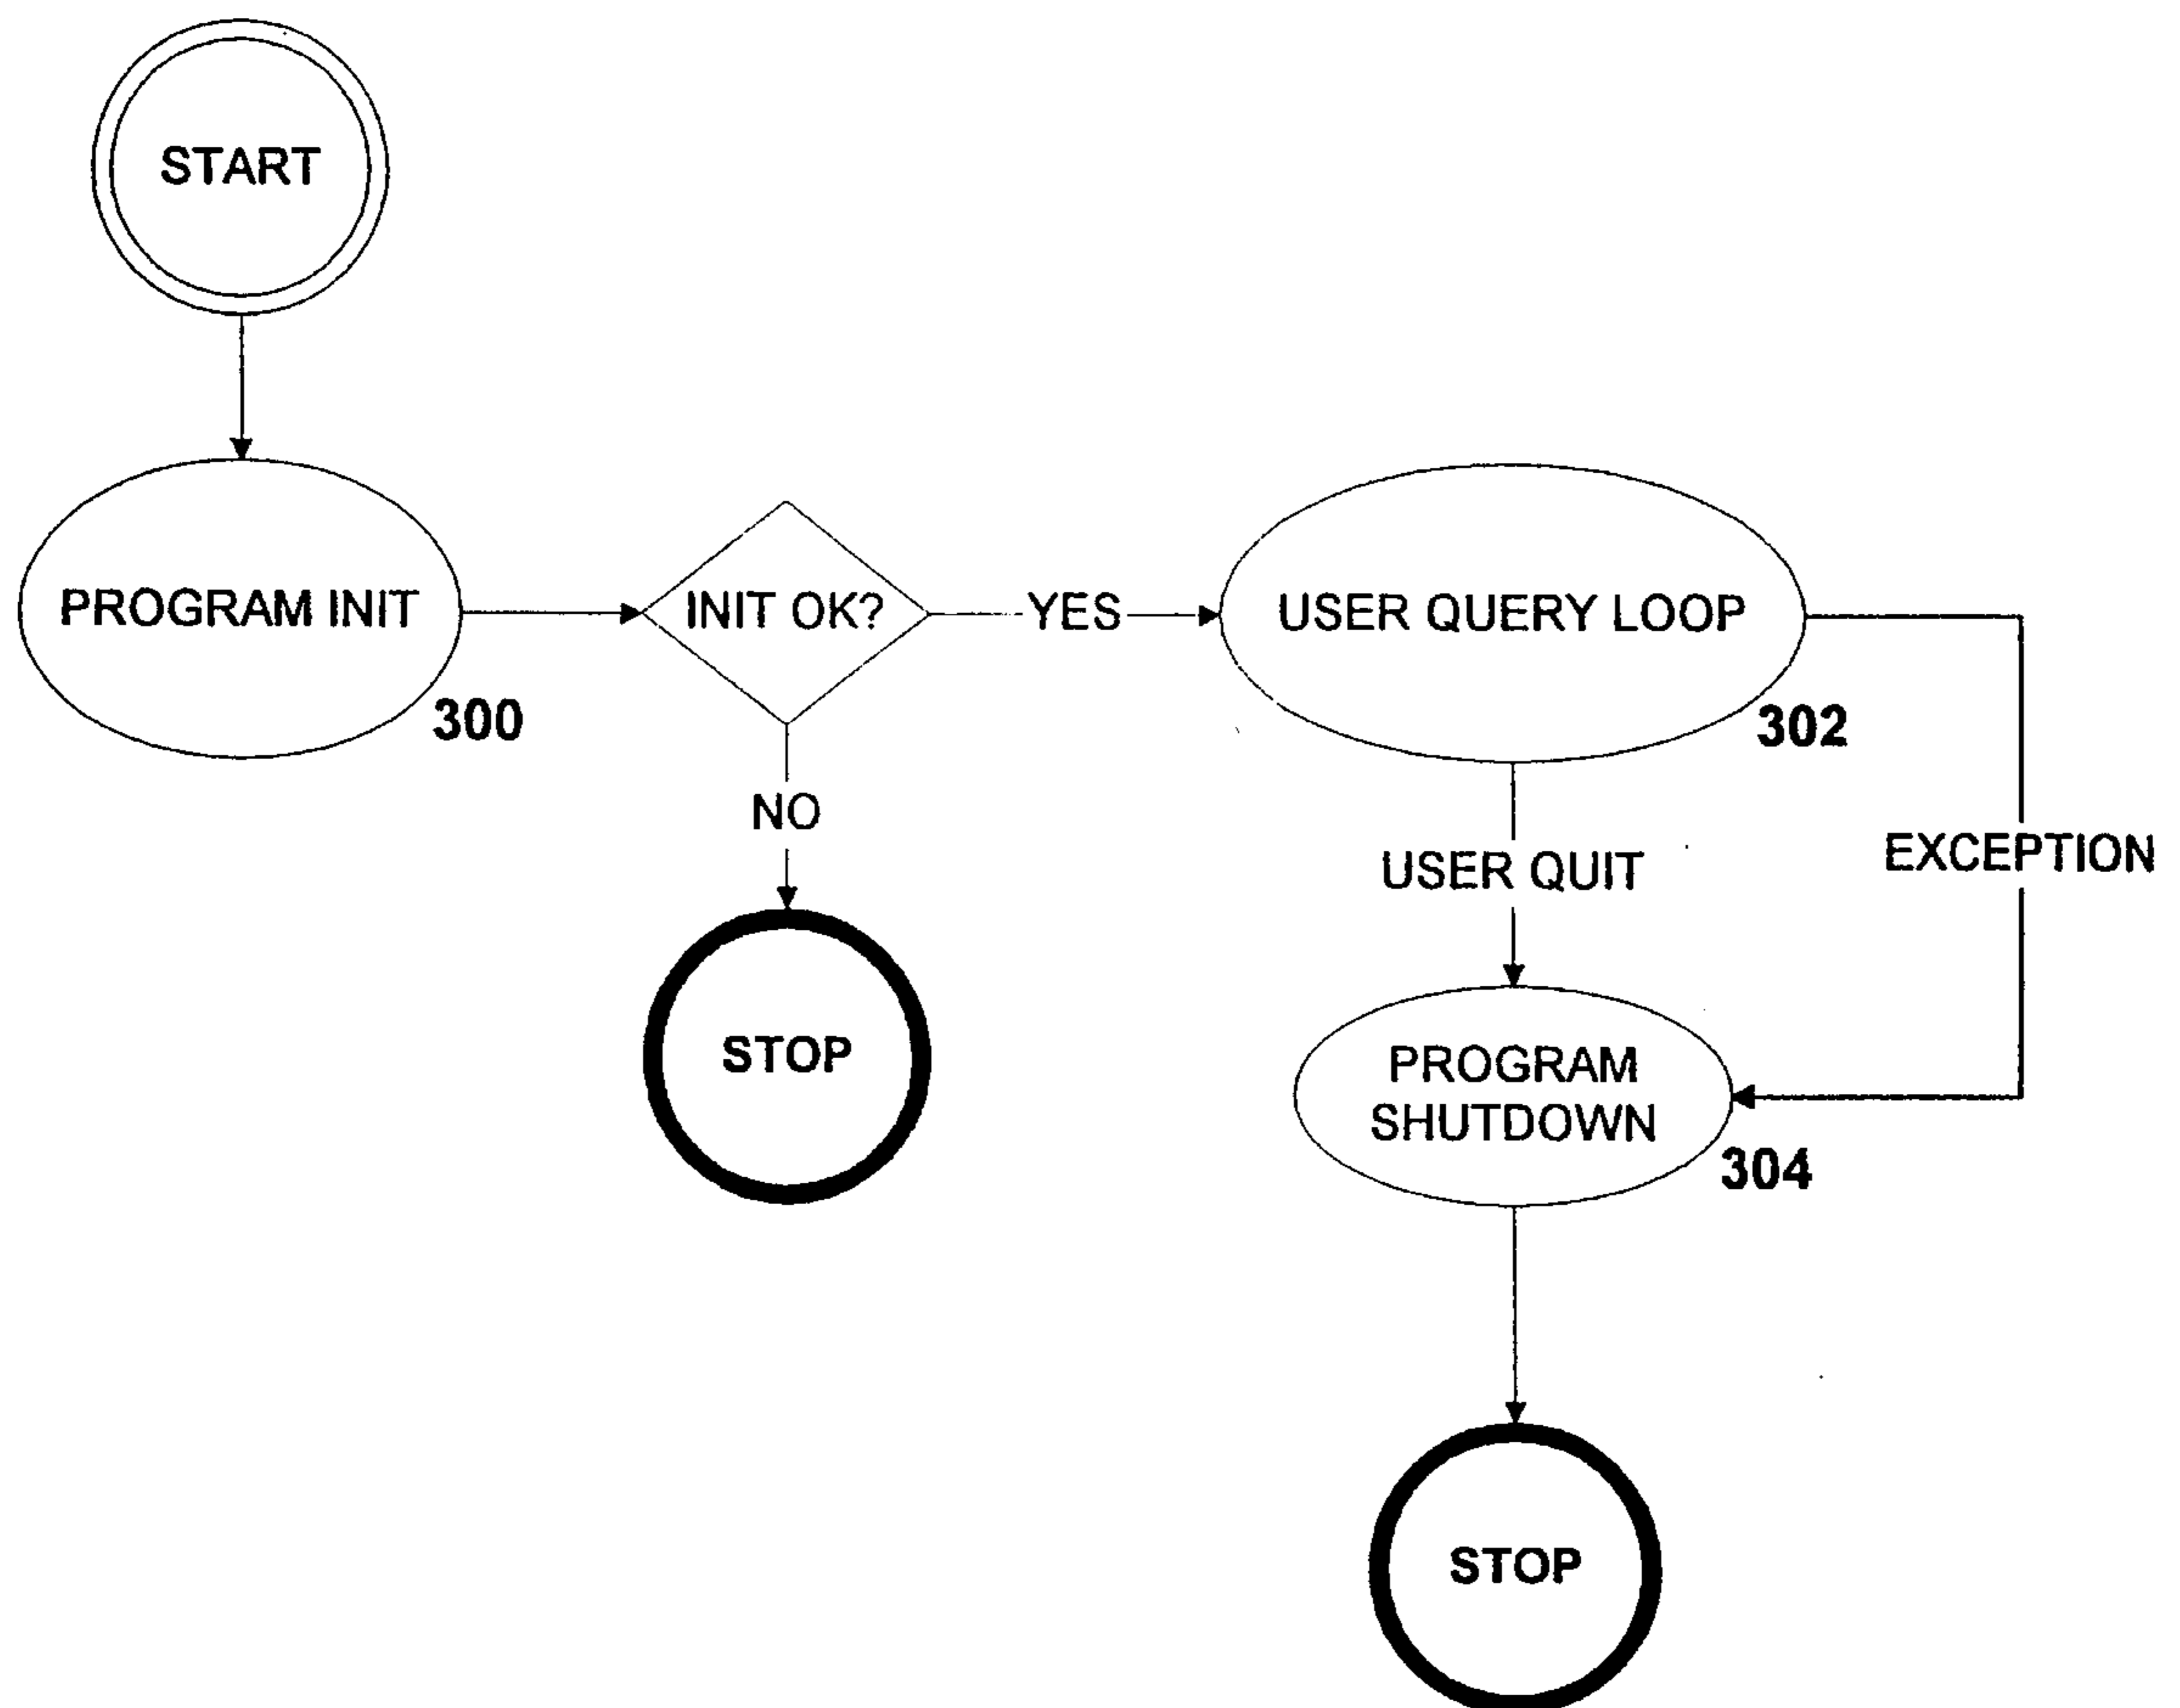 START
PROGRAM INIT
300
INIT OK?
YES
USER QUERY LOOP
302
NO
USER QUIT
EXCEPTION
STOP
PROGRAM
SHUTDOWN
304
STOP